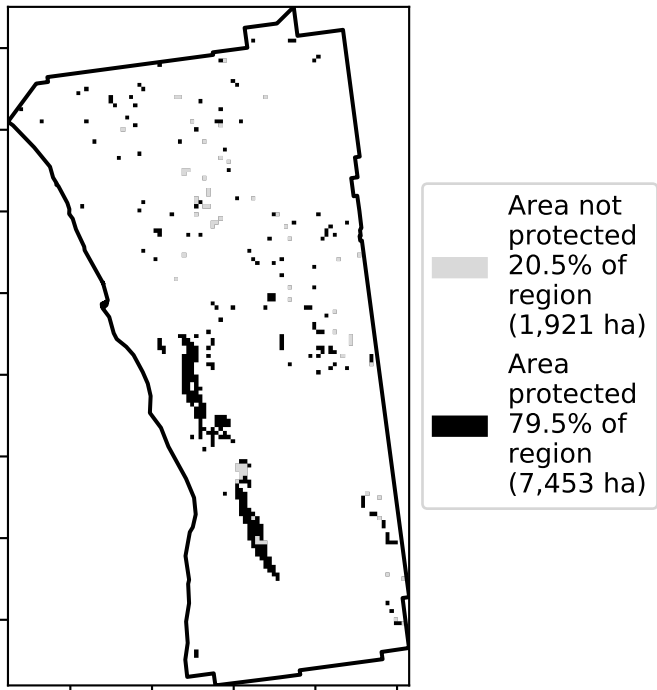 Area not
protected
20.5% of
region
(1,921 ha)
Area
protected
79.5% of
region
(7,453 ha)